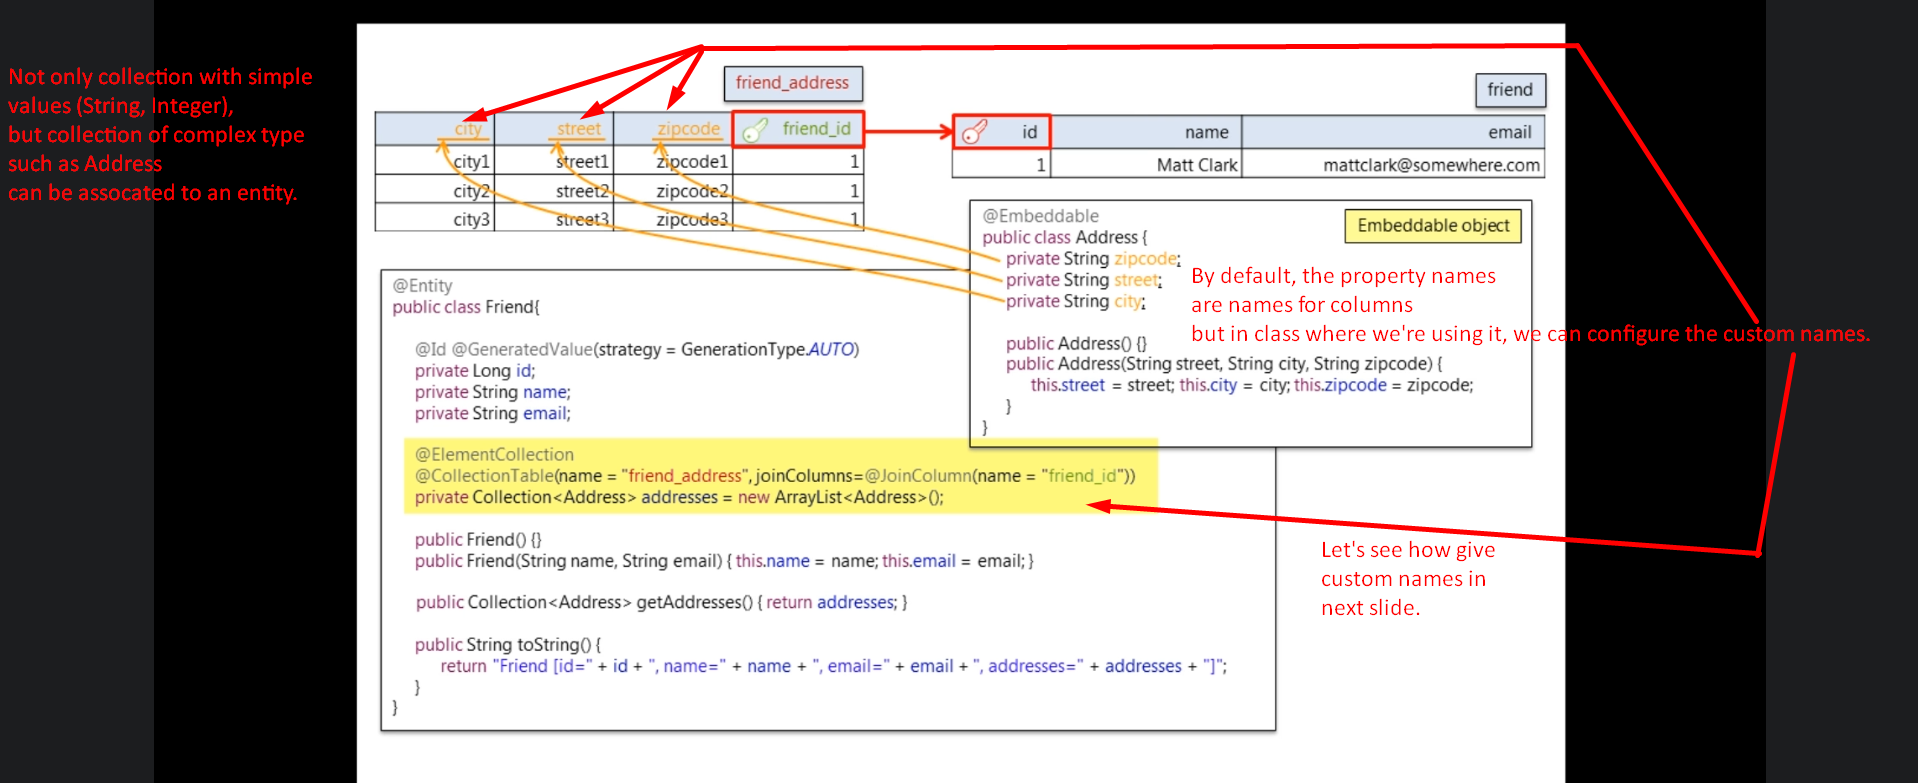 Not only collection with simple
values (String, Integer),
but collection of complex type
such as Address
can be assocated to an entity.
friend_address
friend
city street zipcode friend_id
city1 street1 zipcode1 1
city2 street2 zipcode2 1
city3 street3 zipcode3 1
id name email
1 Matt Clark mattclark@somewhere.com
@Embeddable
Embeddable object
public class Address {
private String zipcode;
private String street;
private String city;
public Address() {}
public Address(String street, String city, String zipcode) {
this.street = street; this.city = city; this.zipcode = zipcode;
}
}
By default, the property names
are names for columns
but in class where we're using it, we can configure the custom names.
@Entity
public class Friend{
@Id @GeneratedValue(strategy = GenerationType.AUTO)
private Long id;
private String name;
private String email;
@ElementCollection
@CollectionTable(name = "friend_address", joinColumns=@JoinColumn(name = "friend_id"))
private Collection<Address> addresses = new ArrayList<Address>();
public Friend() {}
public Friend(String name, String email) { this.name = name; this.email = email; }
public Collection<Address> getAddresses() { return addresses; }
public String toString() {
return "Friend [id=" + id + ", name=" + name + ", email=" + email + ", addresses=" + addresses + "]";
}
}
Let's see how give
custom names in
next slide.